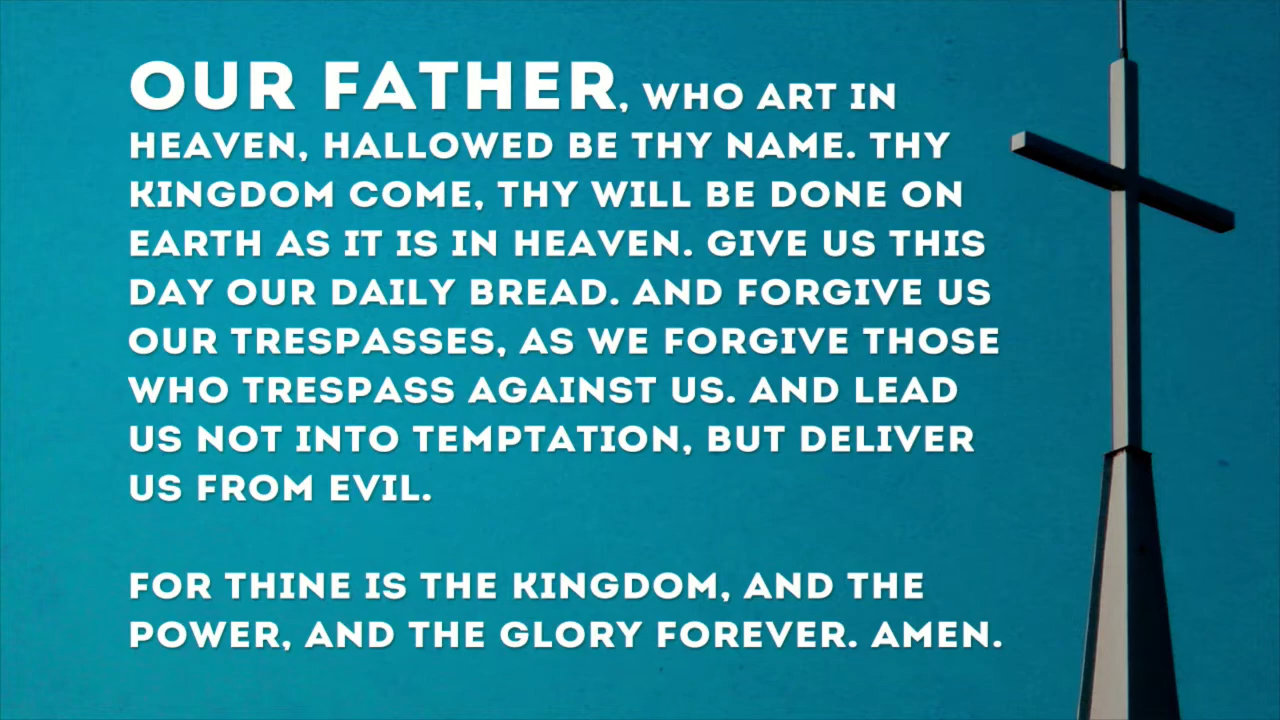 OUR FATHER, WHO ART IN
HEAVEN, HALLOWED BE THY NAME. THY
KINGDOM COME, THY WILL BE DONE ON
EARTH AS IT IS IN HEAVEN. GIVE US THIS
DAY OUR DAILY BREAD. AND FORGIVE US
OUR TRESPASSES, AS WE FORGIVE THOSE
WHO TRESPASS AGAINST US. AND LEAD
US NOT INTO TEMPTATION, BUT DELIVER
US FROM EVIL.
FOR THINE IS THE KINGDOM, AND THE
POWER, AND THE GLORY FOREVER. AMEN.